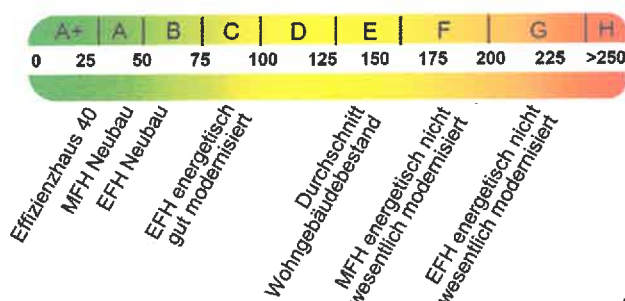 A+ A B C D E F G H
0 25 50 75 100 125 150 175 200 225 >250
Effizienzhaus 40
MFH Neubau
EFH Neubau
EFH energetisch
gut modernisiert
Durchschnitt
Wohngebäudebestand
MFH energetisch nicht
wesentlich modernisiert
EFH energetisch nicht
wesentlich modernisiert